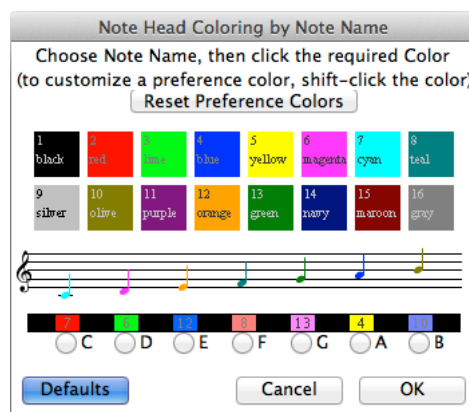 Note Head Coloring by Note Name
Choose Note Name, then click the required Color
(to customize a preference color, shift-click the color)
Reset Preference Colors
1 2 3 4 5 6 7 8
black red lime blue yellow magenta cyan teal
9 10 11 12 13 14 15 16
silver olive purple orange green navy maroon gray
7 6 12 8 13 4 10
C D E F G A B
Defaults Cancel OK